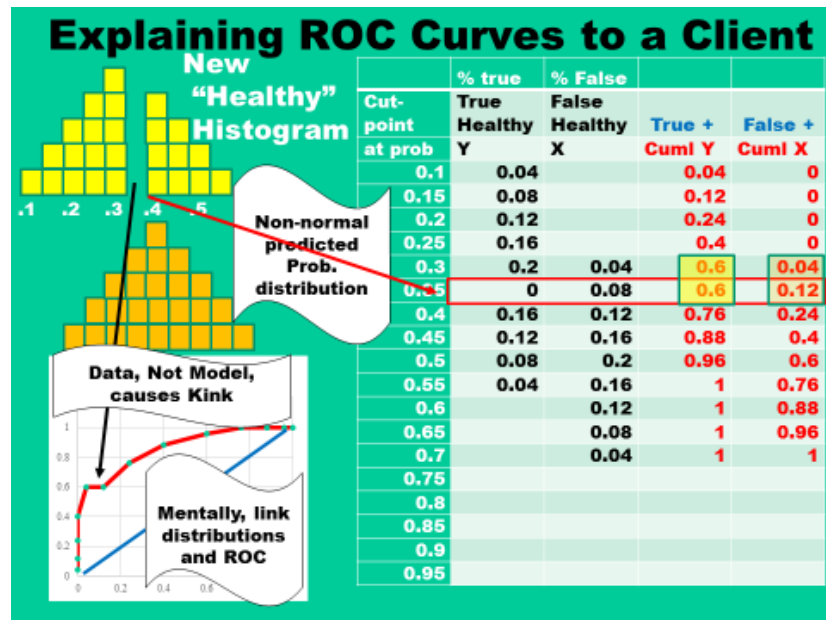 Explaining ROC Curves to a Client
New
“Healthy”
Histogram
.1 .2 .3 .4 .5
Non-normal
predicted
Prob.
distribution
Data, Not Model,
causes Kink
1
0.8
0.6
0.4
0.2
0
0 0.2 0.4 0.6
Mentally, link
distributions
and ROC
% true % False
Cut- True False
point Healthy Healthy True + False +
at prob Y X Cuml Y Cuml X
0.1 0.04 0.04 0
0.15 0.08 0.12 0
0.2 0.12 0.24 0
0.25 0.16 0.4 0
0.3 0.2 0.04 0.6 0.04
0.35 0 0.08 0.6 0.12
0.4 0.16 0.12 0.76 0.24
0.45 0.12 0.16 0.88 0.4
0.5 0.08 0.2 0.96 0.6
0.55 0.04 0.16 1 0.76
0.6 0.12 1 0.88
0.65 0.08 1 0.96
0.7 0.04 1 1
0.75
0.8
0.85
0.9
0.95